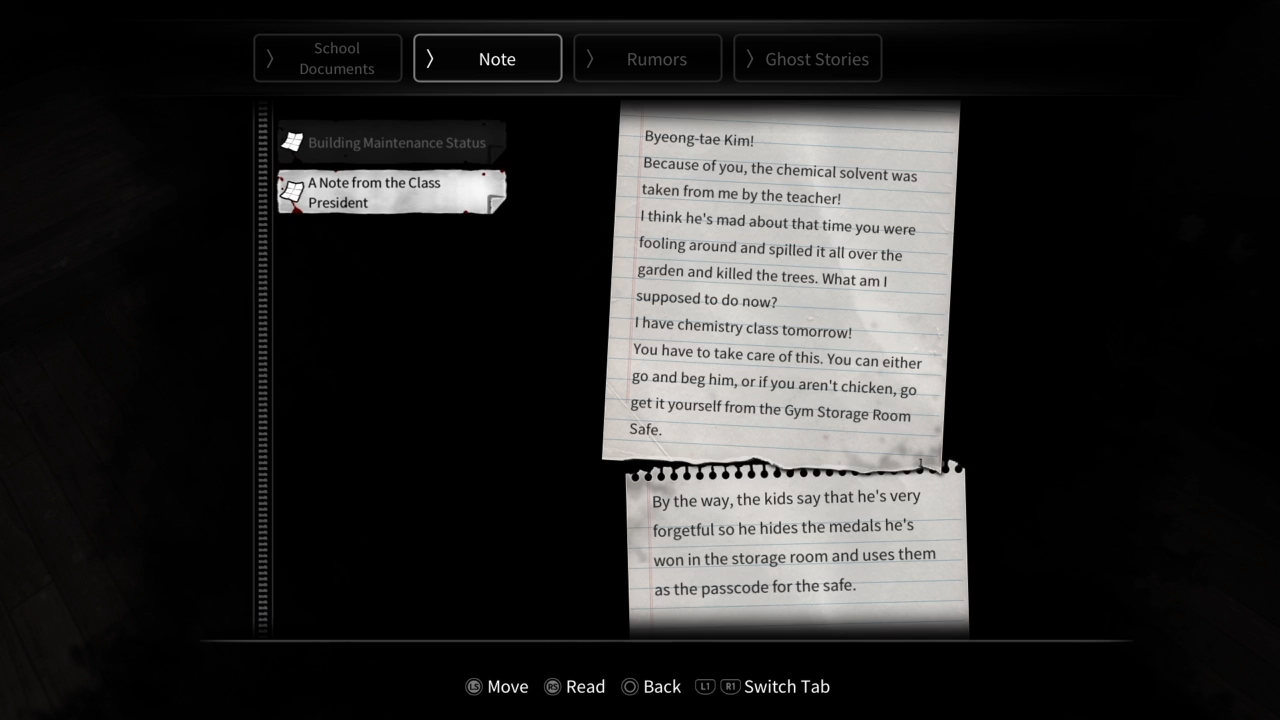 School
Documents
Note
Rumors
Ghost Stories
Building Maintenance Status
A Note from the Class
President
Byeong-tae Kim!
Because of you, the chemical solvent was
taken from me by the teacher!
I think he's mad about that time you were
fooling around and spilled it all over the
garden and killed the trees. What am I
supposed to do now?
I have chemistry class tomorrow!
You have to take care of this. You can either
go and beg him, or if you aren't chicken, go
get it yourself from the Gym Storage Room
Safe.
By the way, the kids say that he's very
forgetful so he hides the medals he's
won in the storage room and uses them
as the passcode for the safe.
LS Move RS Read Back L1 R1 Switch Tab